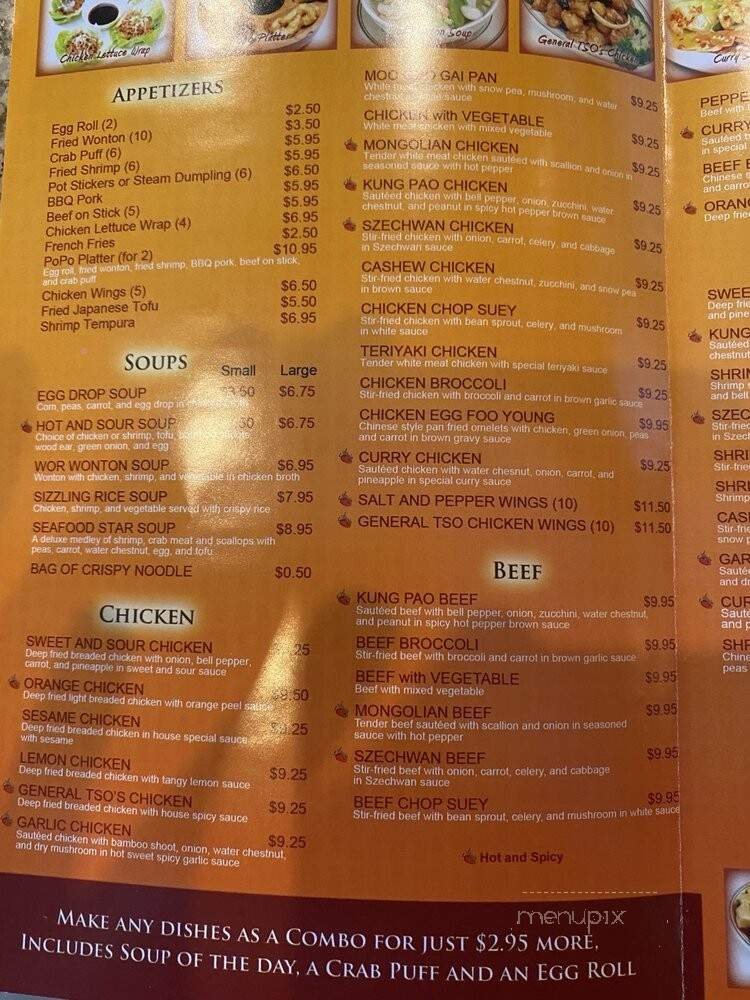 Chicken Lettuce Wrap
Platter
Soup
General TSO's Chicken
Curry
APPETIZERS
Egg Roll (2) $2.50
Fried Wonton (10) $3.50
Crab Puff (6) $5.95
Fried Shrimp (6) $5.95
Pot Stickers or Steam Dumpling (6) $6.50
BBQ Pork $5.95
Beef on Stick (5) $5.95
Chicken Lettuce Wrap (4) $6.95
French Fries $2.50
PoPo Platter (for 2) $10.95
Egg roll, fried wonton, fried shrimp, BBQ pork, beef on stick,
and crab puff
Chicken Wings (5) $6.50
Fried Japanese Tofu $5.50
Shrimp Tempura $6.95
SOUPS
Small Large
EGG DROP SOUP $6.75
Corn, peas, carrot, and egg drop in
HOT AND SOUR SOUP $6.75
Choice of chicken or shrimp, tofu,
wood ear, green onion, and egg
WOR WONTON SOUP $6.95
Wonton with chicken, shrimp, and vegetable in chicken broth
SIZZLING RICE SOUP $7.95
Chicken, shrimp, and vegetable served with crispy rice
SEAFOOD STAR SOUP $8.95
A deluxe medley of shrimp, crab meat and scallops with
peas, carrot, water chestnut, egg, and tofu
BAG OF CRISPY NOODLE $0.50
CHICKEN
SWEET AND SOUR CHICKEN
Deep fried breaded chicken with onion, bell pepper,
carrot, and pineapple in sweet and sour sauce
ORANGE CHICKEN
Deep fried light breaded chicken with orange peel sauce
SESAME CHICKEN
Deep fried breaded chicken in house special sauce
with sesame
LEMON CHICKEN $9.25
Deep fried breaded chicken with tangy lemon sauce
GENERAL TSO'S CHICKEN $9.25
Deep fried breaded chicken with house spicy sauce
GARLIC CHICKEN $9.25
Sautéed chicken with bamboo shoot, onion, water chestnut,
and dry mushroom in hot sweet spicy garlic sauce
GAI PAN $9.25
White meat chicken with snow pea, mushroom, and water
chestnut in white sauce
CHICKEN with VEGETABLE $9.25
White meat chicken with mixed vegetable
MONGOLIAN CHICKEN $9.25
Tender white meat chicken sautéed with scallion and onion in
seasoned sauce with hot pepper
KUNG PAO CHICKEN $9.25
Sautéed chicken with bell pepper, onion, zucchini, water
chestnut, and peanut in spicy hot pepper brown sauce
SZECHWAN CHICKEN $9.25
Stir-fried chicken with onion, carrot, celery, and cabbage
in Szechwan sauce
CASHEW CHICKEN $9.25
Stir-fried chicken with water chestnut, zucchini, and snow pea
in brown sauce
CHICKEN CHOP SUEY $9.25
Stir-fried chicken with bean sprout, celery, and mushroom
in white sauce
TERIYAKI CHICKEN $9.25
Tender white meat chicken with special teriyaki sauce
CHICKEN BROCCOLI $9.25
Stir-fried chicken with broccoli and carrot in brown garlic sauce
CHICKEN EGG FOO YOUNG $9.95
Chinese style pan fried omelets with chicken, green onion, peas
and carrot in brown gravy sauce
CURRY CHICKEN $9.25
Sautéed chicken with water chesnut, onion, carrot, and
pineapple in special curry sauce
SALT AND PEPPER WINGS (10) $11.50
GENERAL TSO CHICKEN WINGS (10) $11.50
BEEF
KUNG PAO BEEF $9.95
Sautéed beef with bell pepper, onion, zucchini, water chestnut,
and peanut in spicy hot pepper brown sauce
BEEF BROCCOLI $9.95
Stir-fried beef with broccoli and carrot in brown garlic sauce
BEEF with VEGETABLE $9.95
Beef with mixed vegetable
MONGOLIAN BEEF $9.95
Tender beef sautéed with scallion and onion in seasoned
sauce with hot pepper
SZECHWAN BEEF $9.95
Stir-fried beef with onion, carrot, celery, and cabbage
in Szechwan sauce
BEEF CHOP SUEY $9.95
Stir-fried beef with bean sprout, celery, and mushroom in white sauce
Hot and Spicy
menupix
MAKE ANY DISHES AS A COMBO FOR JUST $2.95 MORE,
INCLUDES SOUP OF THE DAY, A CRAB PUFF AND AN EGG ROLL